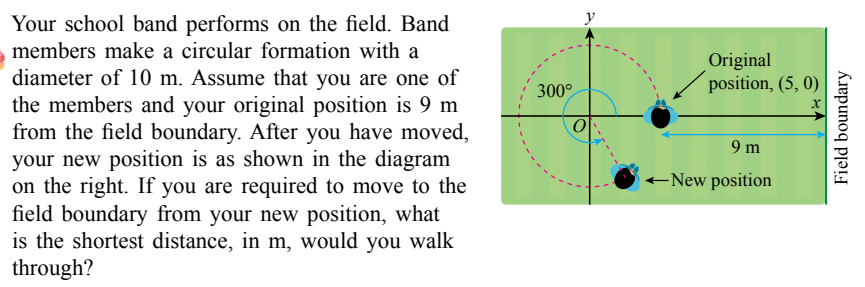 Your school band performs on the field. Band
members make a circular formation with a
diameter of 10 m. Assume that you are one of
the members and your original position is 9 m
from the field boundary. After you have moved,
your new position is as shown in the diagram
on the right. If you are required to move to the
field boundary from your new position, what
is the shortest distance, in m, would you walk
through?
y
Original
position, (5, 0)
300°
x
O
9 m
New position
Field boundary